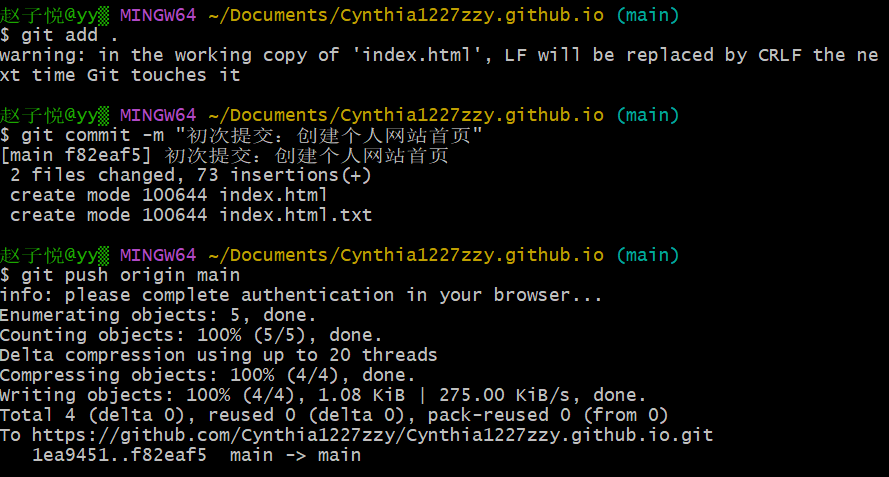 赵子悦@yy▒ MINGW64 ~/Documents/Cynthia1227zzy.github.io (main)
$ git add .
warning: in the working copy of 'index.html', LF will be replaced by CRLF the ne
xt time Git touches it
赵子悦@yy▒ MINGW64 ~/Documents/Cynthia1227zzy.github.io (main)
$ git commit -m "初次提交：创建个人网站首页"
[main f82eaf5] 初次提交：创建个人网站首页
 2 files changed, 73 insertions(+)
 create mode 100644 index.html
 create mode 100644 index.html.txt
赵子悦@yy▒ MINGW64 ~/Documents/Cynthia1227zzy.github.io (main)
$ git push origin main
info: please complete authentication in your browser...
Enumerating objects: 5, done.
Counting objects: 100% (5/5), done.
Delta compression using up to 20 threads
Compressing objects: 100% (4/4), done.
Writing objects: 100% (4/4), 1.08 KiB | 275.00 KiB/s, done.
Total 4 (delta 0), reused 0 (delta 0), pack-reused 0 (from 0)
To https://github.com/Cynthia1227zzy/Cynthia1227zzy.github.io.git
   1ea9451..f82eaf5  main -> main